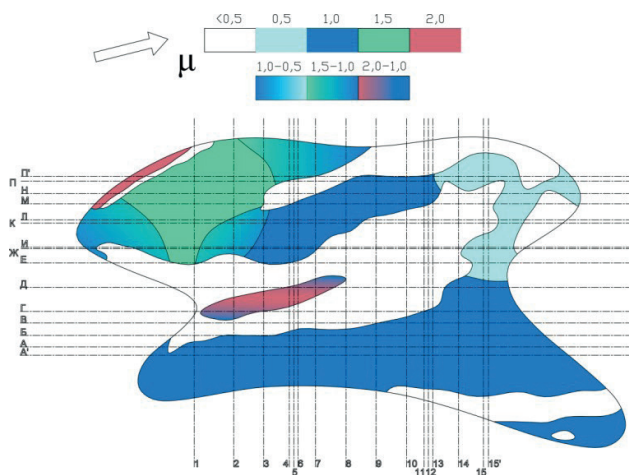 <0,5 0,5 1,0 1,5 2,0
μ
1,0-0,5 1,5-1,0 2,0-1,0
П'
П
Н
М
Л
К
И
Ж
Е
Д
Г
В
Б
А
А'
1 2 3 4 5 6 7 8 9 10 11 12 13 14 15 15'